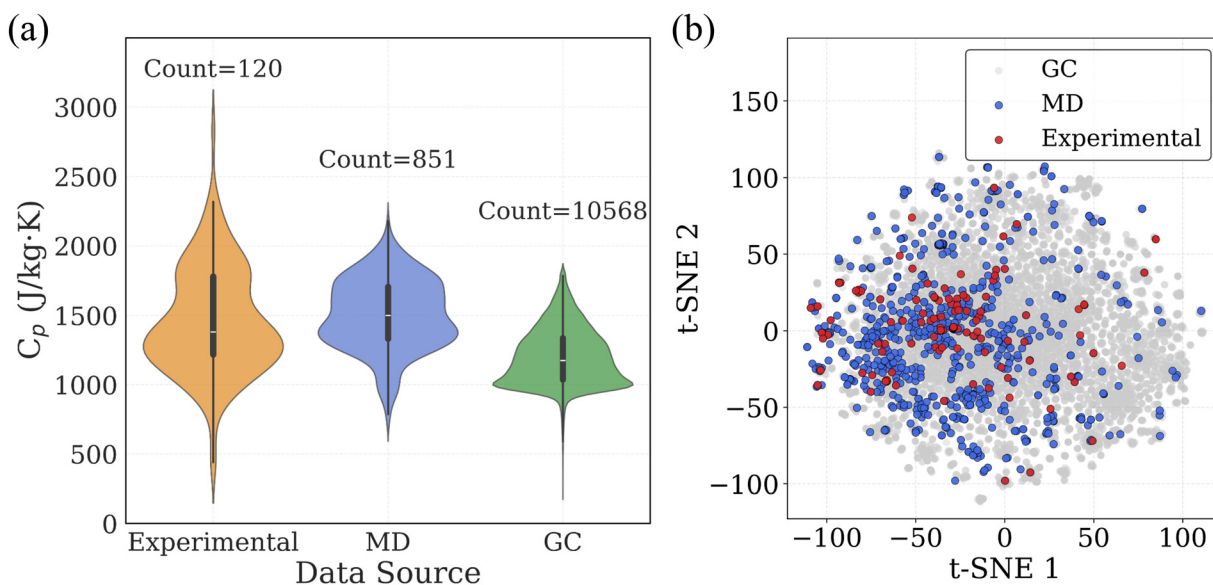 (a)
C_p (J/kg·K)
3000
2500
2000
1500
1000
500
0
Count=120
Count=851
Count=10568
Experimental
MD
GC
Data Source
(b)
t-SNE 2
150
100
50
0
−50
−100
GC
MD
Experimental
−100
−50
0
50
100
t-SNE 1